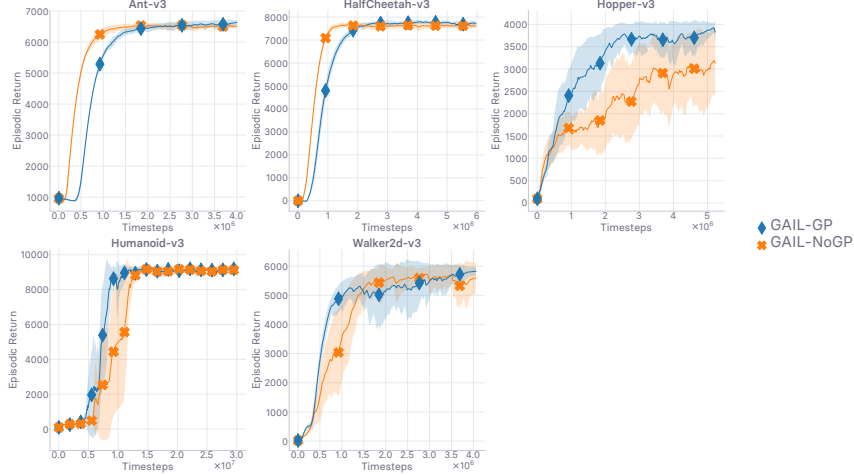 Ant-v3
7000
6000
5000
4000
3000
2000
1000
Episodic Return
0.0 0.5 1.0 1.5 2.0 2.5 3.0 3.5 4.0
Timesteps ×10⁶
HalfCheetah-v3
8000
7000
6000
5000
4000
3000
2000
1000
0
Episodic Return
0 1 2 3 4 5 6
Timesteps ×10⁶
Hopper-v3
4000
3500
3000
2500
2000
1500
1000
500
0
Episodic Return
0 1 2 3 4 5
Timesteps ×10⁶
GAIL-GP
GAIL-NoGP
Humanoid-v3
10000
8000
6000
4000
2000
0
Episodic Return
0.0 0.5 1.0 1.5 2.0 2.5 3.0
Timesteps ×10⁷
Walker2d-v3
6000
5000
4000
3000
2000
1000
0
Episodic Return
0.0 0.5 1.0 1.5 2.0 2.5 3.0 3.5 4.0
Timesteps ×10⁶